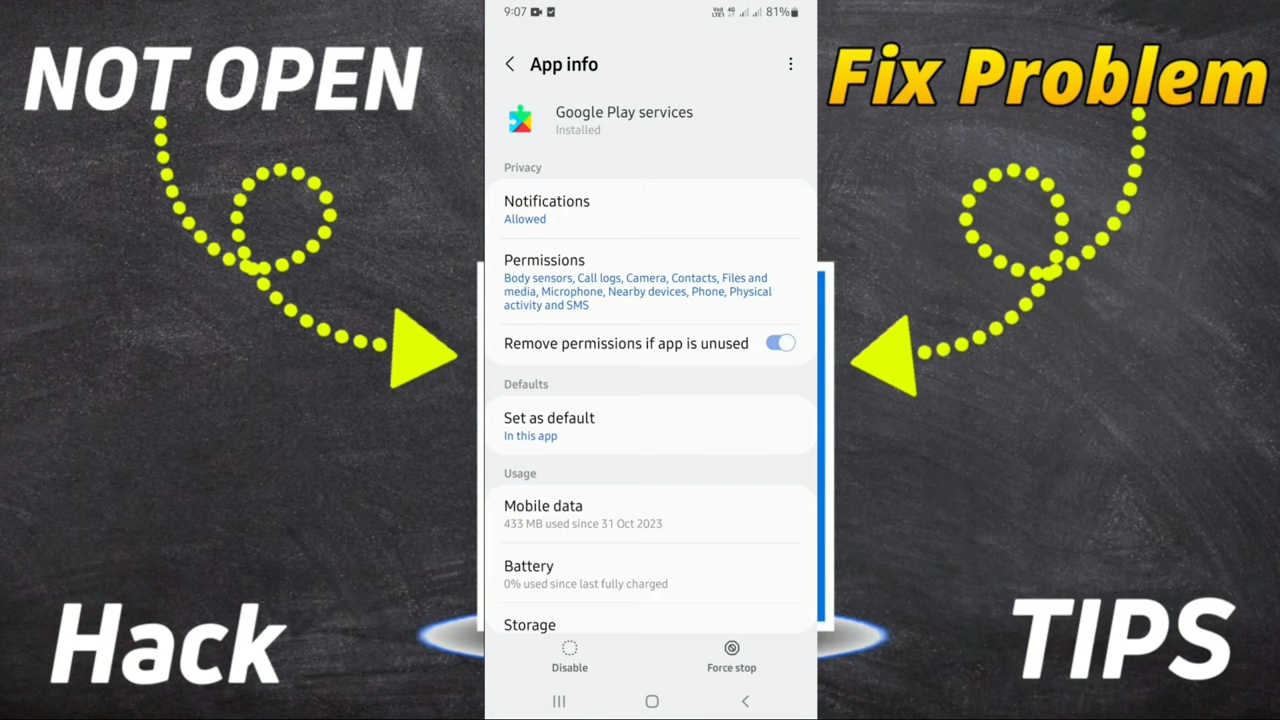 NOT OPEN
Fix Problem
9:07
VoLTE1 4G 81%
App info
Google Play services
Installed
Privacy
Notifications
Allowed
Permissions
Body sensors, Call logs, Camera, Contacts, Files and
media, Microphone, Nearby devices, Phone, Physical
activity and SMS
Remove permissions if app is unused
Defaults
Set as default
In this app
Usage
Mobile data
433 MB used since 31 Oct 2023
Battery
0% used since last fully charged
Storage
Disable
Force stop
Hack
TIPS